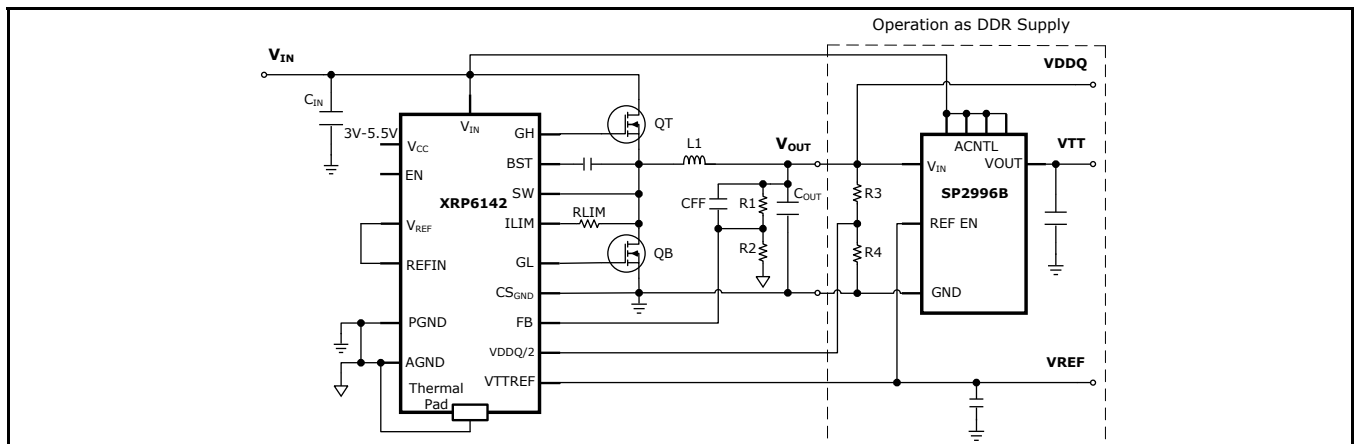 Operation as DDR Supply
VIN
VDDQ
CIN
3V-5.5V
VIN
GH
QT
VCC
BST
L1
VOUT
ACNTL
VOUT
VTT
EN
VIN
SW
XRP6142
CFF
R1
COUT
R3
SP2996B
ILIM
RLIM
VREF
REF EN
R2
R4
QB
REFIN
GL
CSGND
GND
PGND
FB
VDDQ/2
AGND
VREF
VTTREF
Thermal
Pad